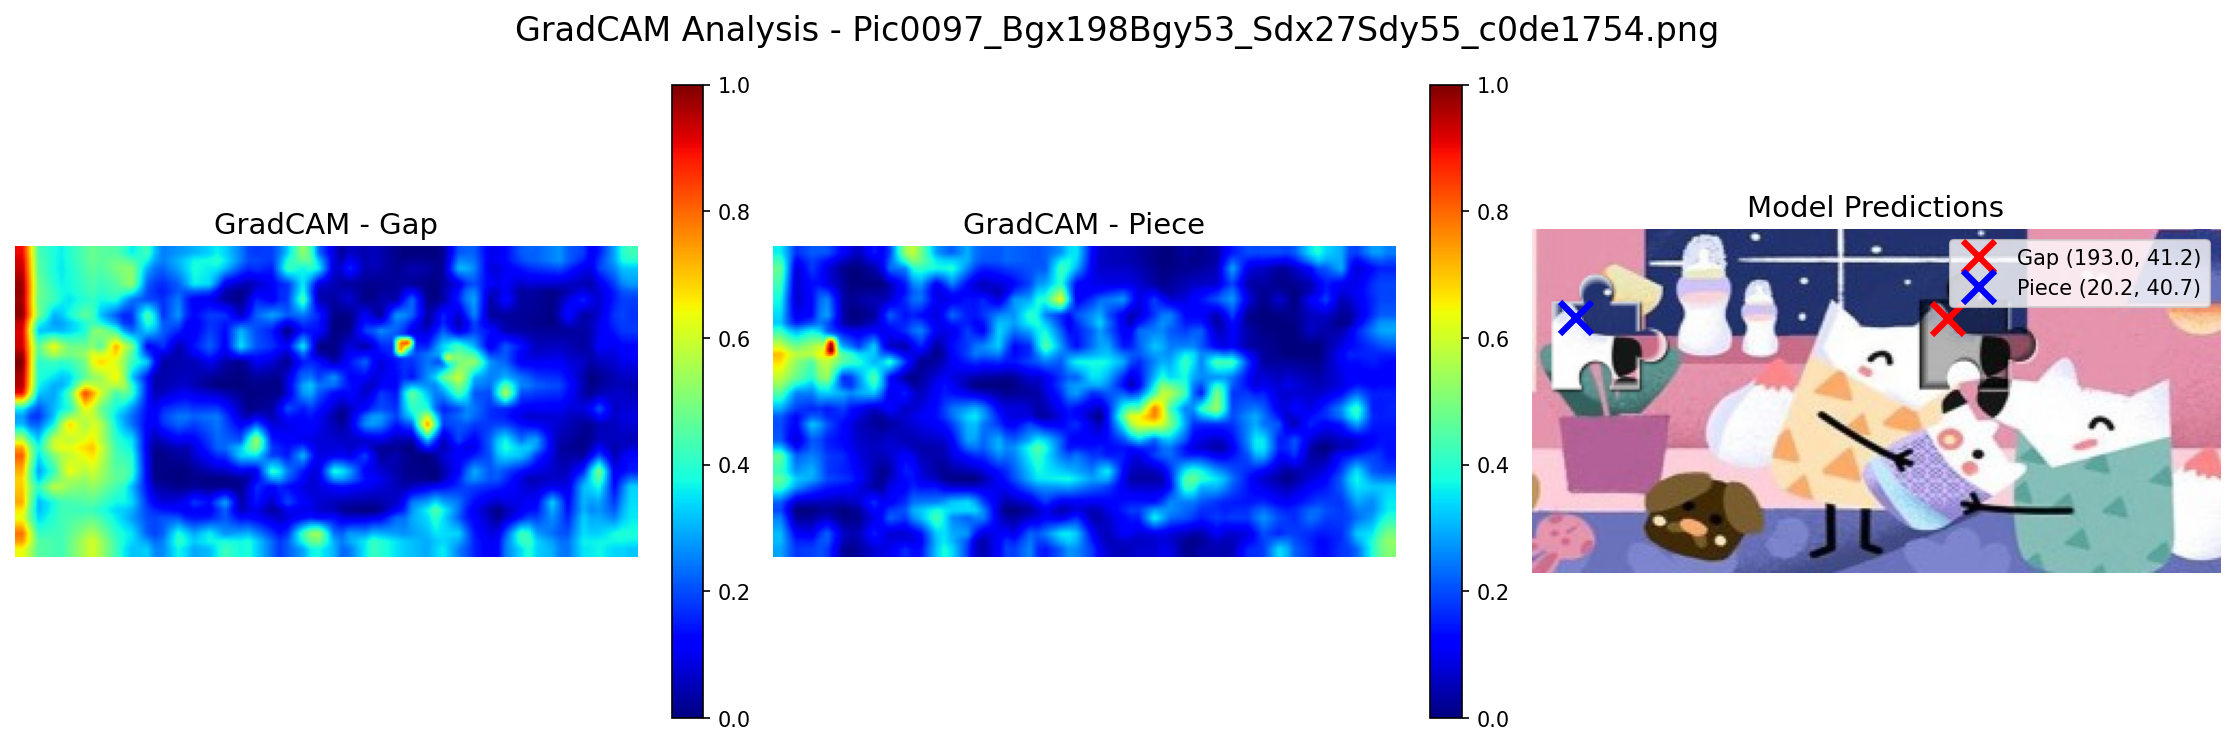 GradCAM Analysis - Pic0097_Bgx198Bgy53_Sdx27Sdy55_c0de1754.png
GradCAM - Gap
1.0
0.8
0.6
0.4
0.2
0.0
GradCAM - Piece
1.0
0.8
0.6
0.4
0.2
0.0
Model Predictions
Gap (193.0, 41.2)
Piece (20.2, 40.7)